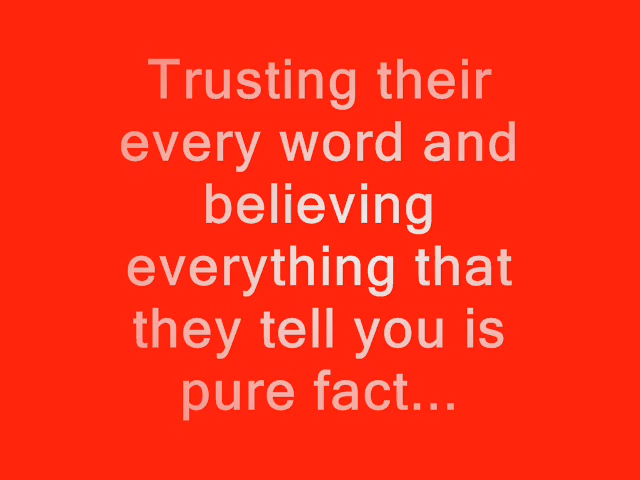 Trusting their
every word and
believing
everything that
they tell you is
pure fact...